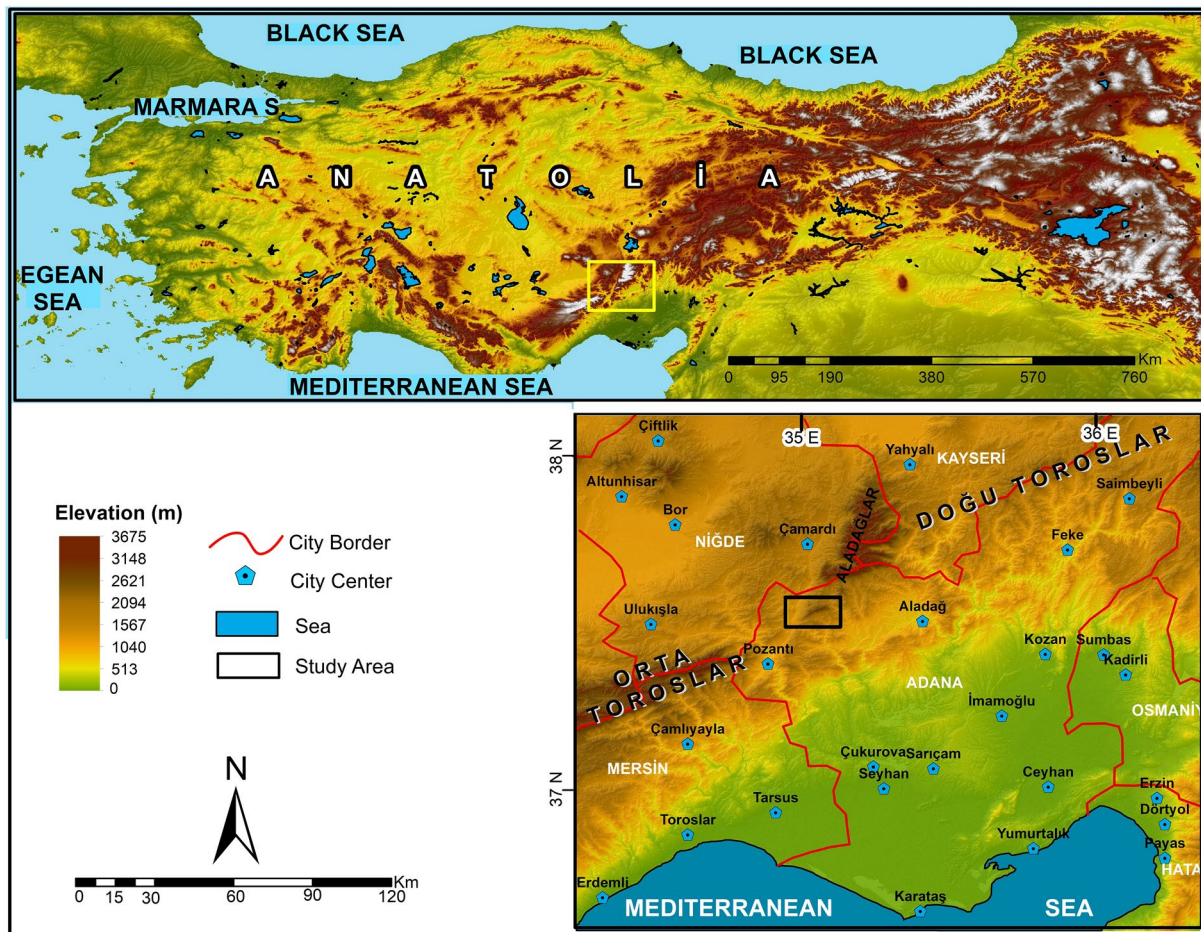 BLACK SEA
BLACK SEA
MARMARA S.
A N A T O L İ A
EGEAN
SEA
MEDITERRANEAN SEA
Km
0 95 190 380 570 760
Elevation (m)
3675
3148
2621
2094
1567
1040
513
0
City Border
City Center
Sea
Study Area
N
Km
0 15 30 60 90 120
35 E
36 E
38 N
37 N
Çiftlik
Yahyalı
KAYSERİ
DOĞU TOROSLAR
Altunhisar
Saimbeyli
Bor
Çamardı
ALADAĞLAR
NİĞDE
Feke
Ulukışla
Aladağ
Pozantı
Kozan
Sumbas
Kadirli
ORTA
TOROSLAR
ADANA
İmamoğlu
OSMANİY
Çamlıyayla
MERSİN
Çukurova
Sarıçam
Seyhan
Ceyhan
Erzin
Tarsus
Dörtyol
Toroslar
Yumurtalık
Payas
HATA
Erdemli
Karataş
MEDITERRANEAN SEA